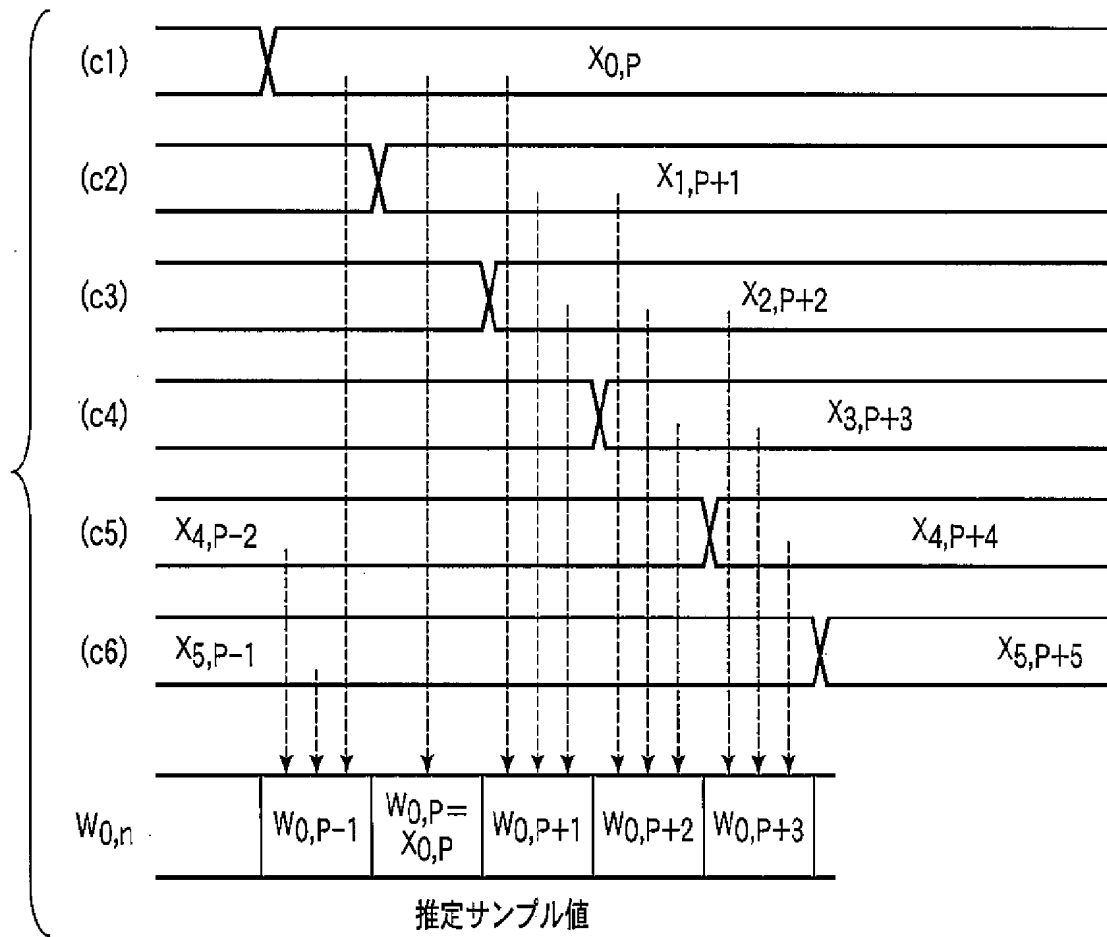 (c1) X0,P
(c2) X1,P+1
(c3) X2,P+2
(c4) X3,P+3
(c5) X4,P-2 X4,P+4
(c6) X5,P-1 X5,P+5
W0,n W0,P-1 W0,P= X0,P W0,P+1 W0,P+2 W0,P+3
推定サンプル値